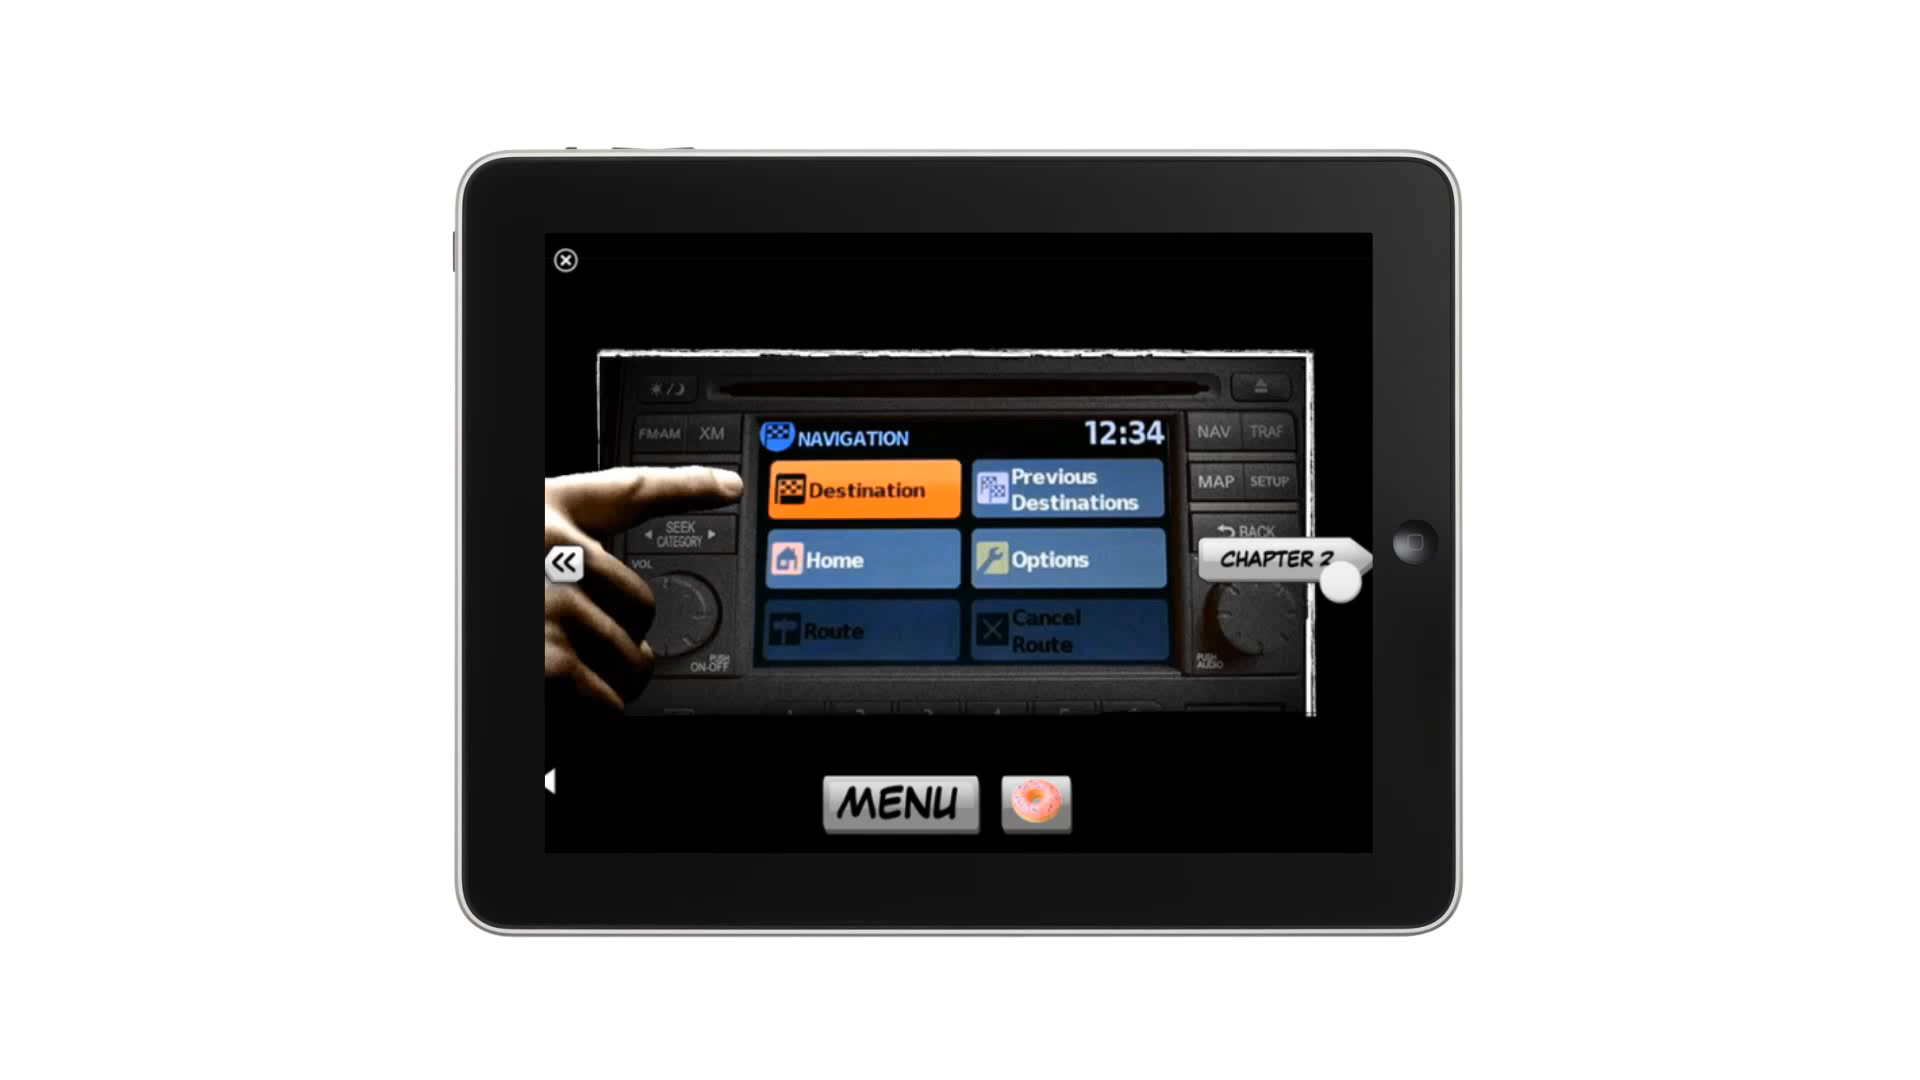 FM·AM XM
NAVIGATION
12:34
NAV TRAF
Destination
Previous
Destinations
MAP SETUP
SEEK
CATEGORY
BACK
Home
Options
CHAPTER 2
VOL
Route
Cancel
Route
PUSH
ON-OFF
PUSH
AUDIO
MENU